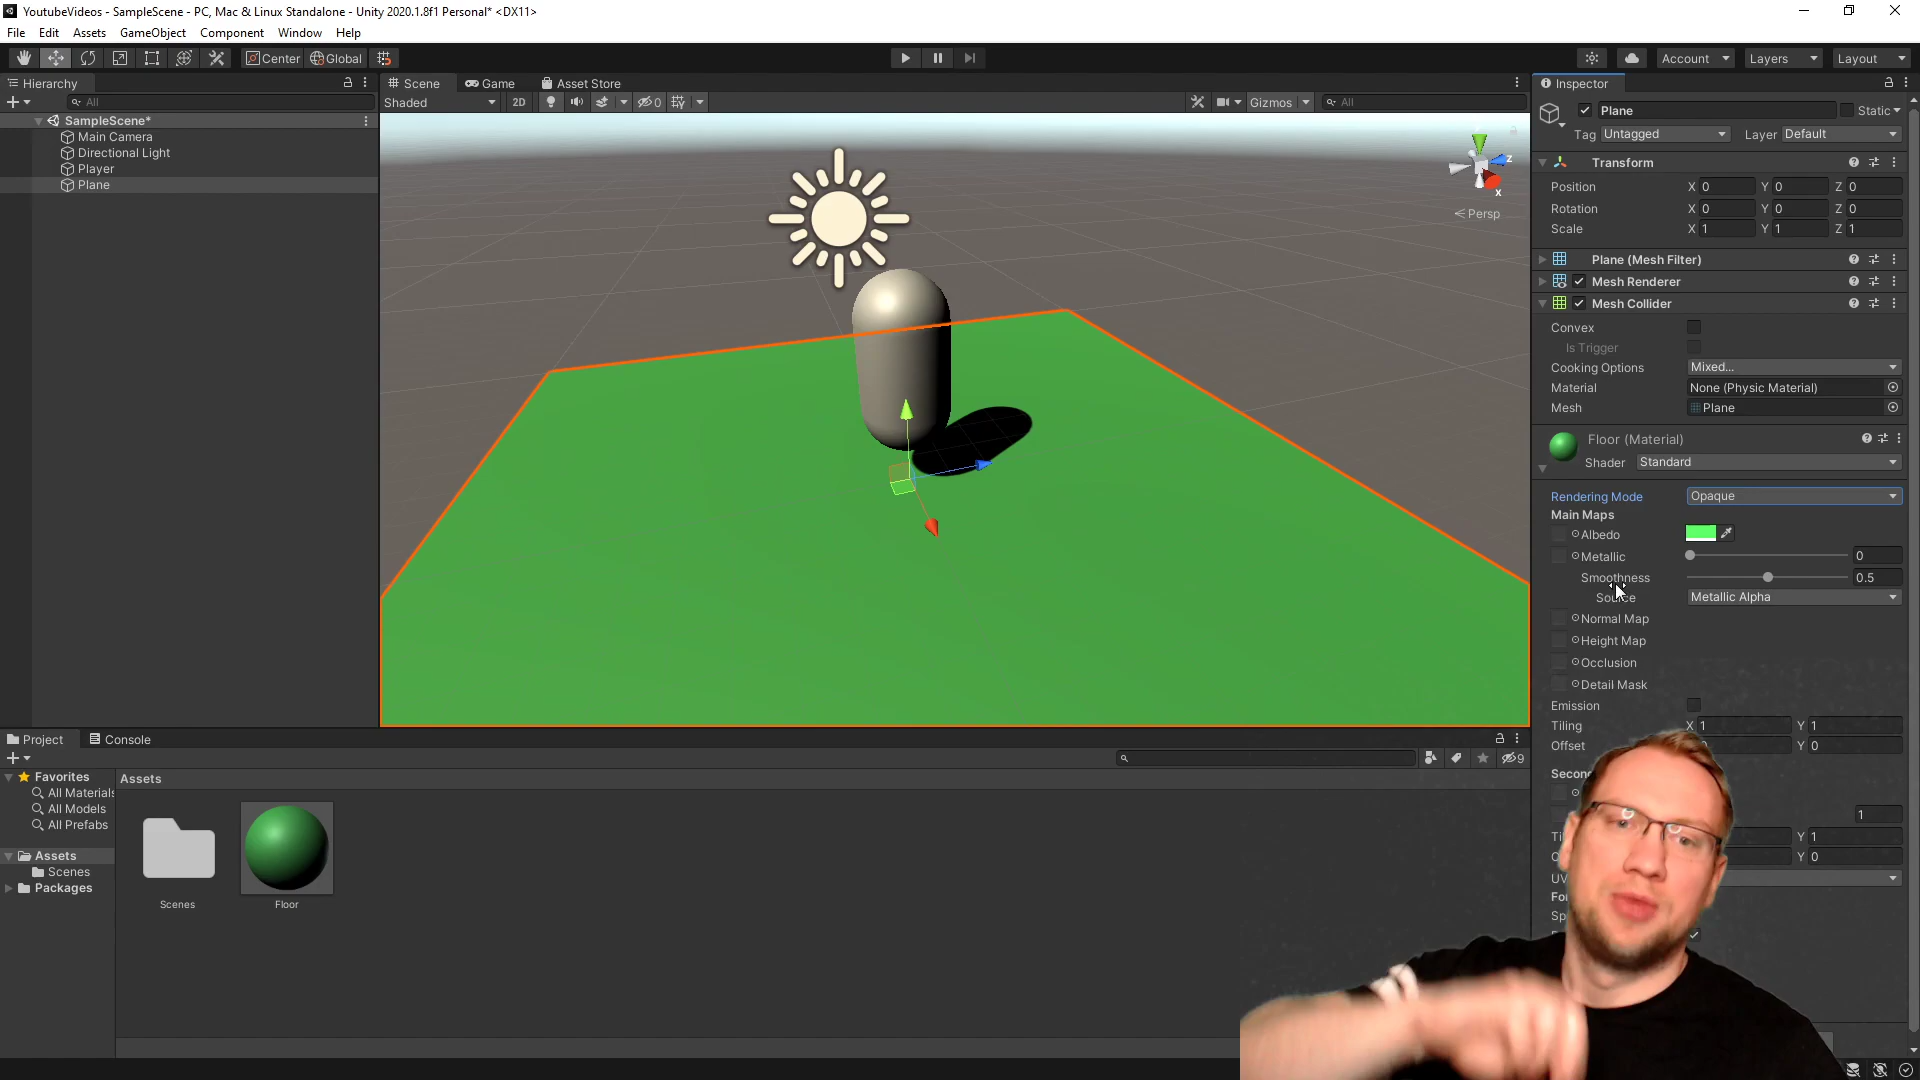 YoutubeVideos - SampleScene - PC, Mac & Linux Standalone - Unity 2020.1.8f1 Personal* <DX11>
File Edit Assets GameObject Component Window Help
Center Global Account Layers Layout
Hierarchy
All
SampleScene*
Main Camera
Directional Light
Player
Plane
Scene Game Asset Store
Shaded 2D 0 Gizmos All
z
x
Persp
Inspector
Plane Static
Tag Untagged Layer Default
Transform
Position X 0 Y 0 Z 0
Rotation X 0 Y 0 Z 0
Scale X 1 Y 1 Z 1
Plane (Mesh Filter)
Mesh Renderer
Mesh Collider
Convex
Is Trigger
Cooking Options Mixed...
Material None (Physic Material)
Mesh Plane
Floor (Material)
Shader Standard
Rendering Mode Opaque
Main Maps
Albedo
Metallic 0
Smoothness 0.5
Source Metallic Alpha
Normal Map
Height Map
Occlusion
Detail Mask
Emission
Tiling X 1 Y 1
Offset Y 0
1
Y 1
Y 0
Project Console
9
Favorites
All Materials
All Models
All Prefabs
Assets
Scenes
Packages
Assets
Scenes
Floor